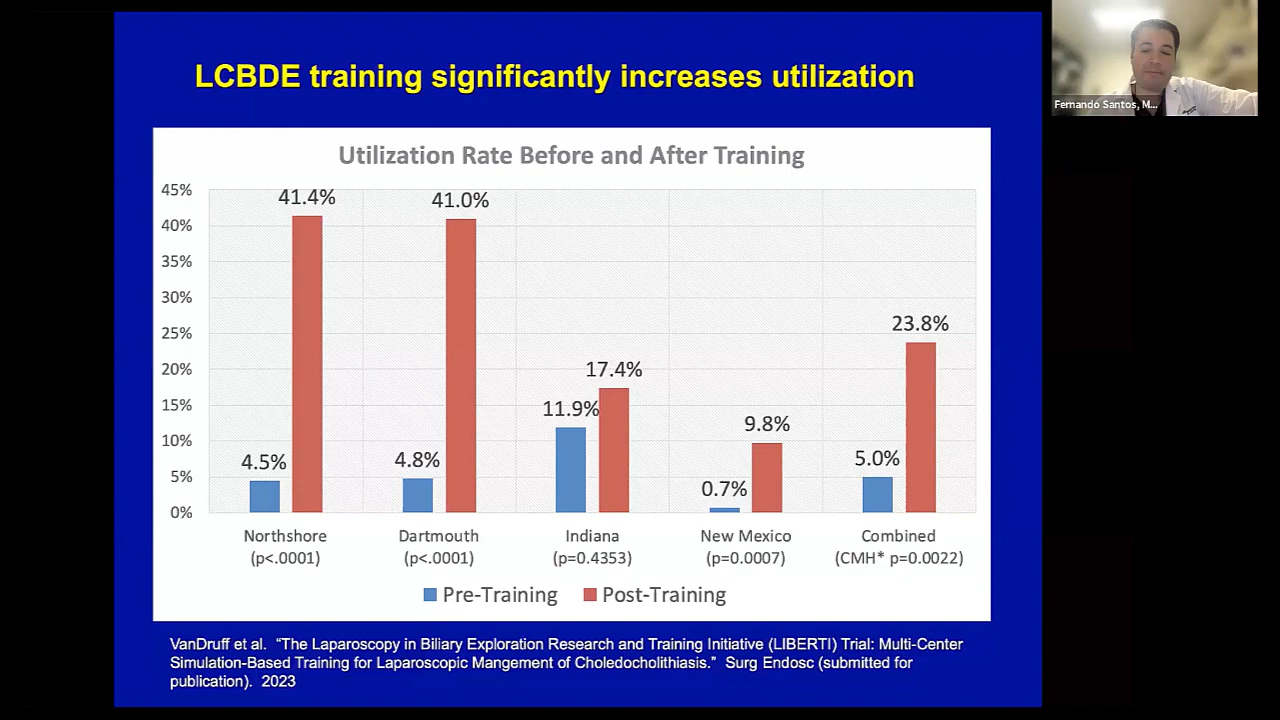 LCBDE training significantly increases utilization
Fernando Santos, M...
Utilization Rate Before and After Training
45%
40%
35%
30%
25%
20%
15%
10%
5%
0%
41.4%
41.0%
23.8%
17.4%
11.9%
9.8%
4.5%
4.8%
5.0%
0.7%
Northshore
(p<.0001)
Dartmouth
(p<.0001)
Indiana
(p=0.4353)
New Mexico
(p=0.0007)
Combined
(CMH* p=0.0022)
Pre-Training
Post-Training
VanDruff et al. “The Laparoscopy in Biliary Exploration Research and Training Initiative (LIBERTI) Trial: Multi-Center
Simulation-Based Training for Laparoscopic Mangement of Choledocholithiasis.” Surg Endosc (submitted for
publication). 2023